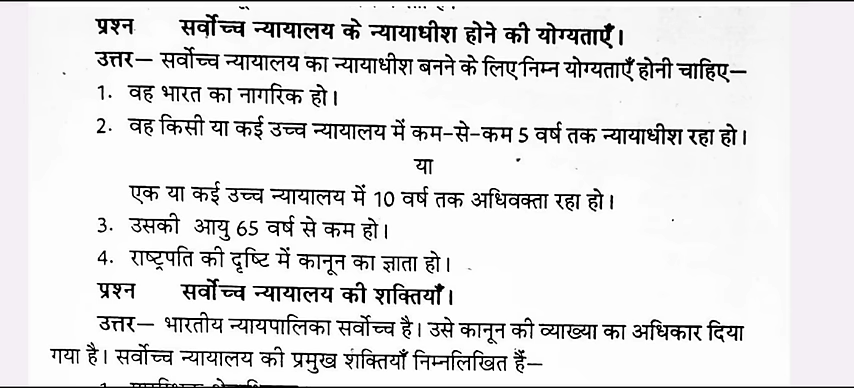 प्रश्न सर्वोच्च न्यायालय के न्यायाधीश होने की योग्यताएँ।
उत्तर— सर्वोच्च न्यायालय का न्यायाधीश बनने के लिए निम्न योग्यताएँ होनी चाहिए—
1. वह भारत का नागरिक हो।
2. वह किसी या कई उच्च न्यायालय में कम-से-कम 5 वर्ष तक न्यायाधीश रहा हो।
या
एक या कई उच्च न्यायालय में 10 वर्ष तक अधिवक्ता रहा हो।
3. उसकी आयु 65 वर्ष से कम हो।
4. राष्ट्रपति की दृष्टि में कानून का ज्ञाता हो।
प्रश्न सर्वोच्च न्यायालय की शक्तियाँ।
उत्तर— भारतीय न्यायपालिका सर्वोच्च है। उसे कानून की व्याख्या का अधिकार दिया
गया है। सर्वोच्च न्यायालय की प्रमुख शक्तियाँ निम्नलिखित हैं—